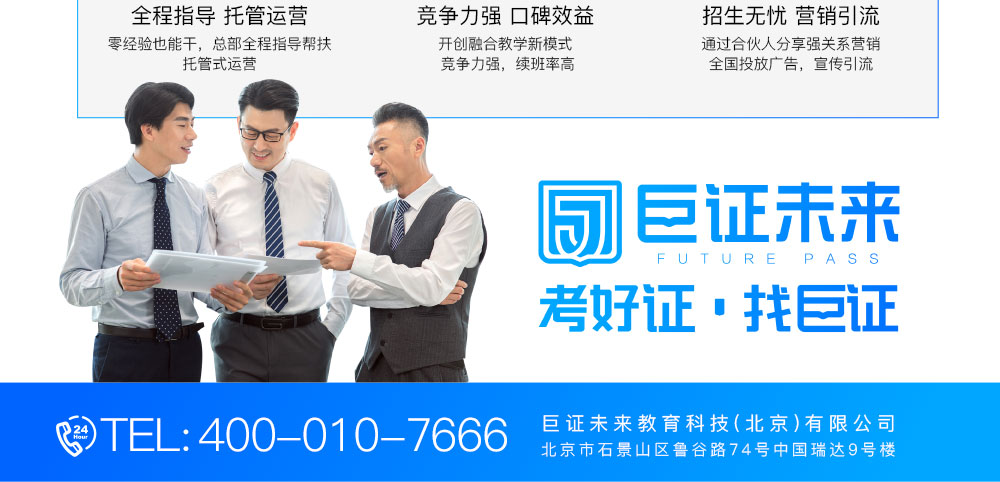 全程指导 托管运营
零经验也能干，总部全程指导帮扶
托管式运营
竞争力强 口碑效益
开创融合教学新模式
竞争力强，续班率高
招生无忧 营销引流
通过合伙人分享强关系营销
全国投放广告，宣传引流
巨证未来
FUTURE PASS
考好证·找巨证
24
Hour
TEL:400-010-7666
巨证未来教育科技(北京)有限公司
北京市石景山区鲁谷路74号中国瑞达9号楼